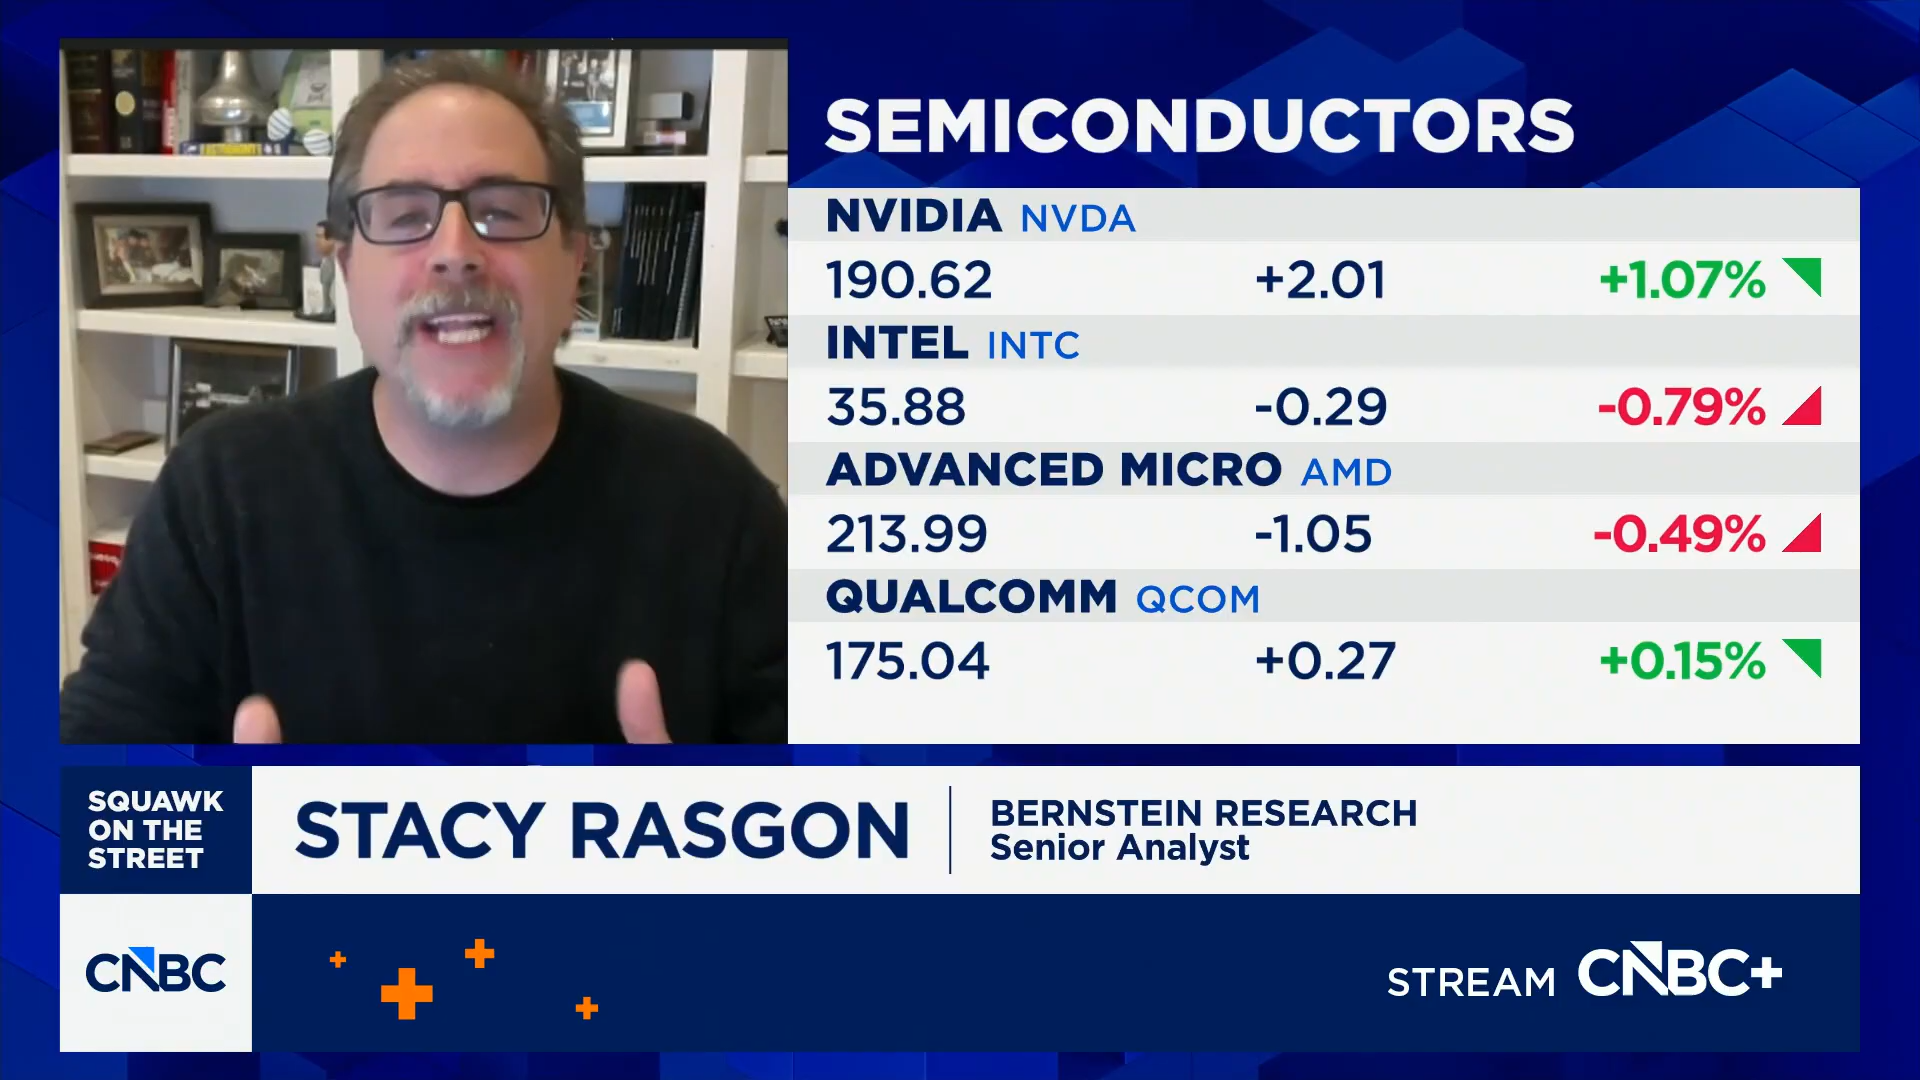 SEMICONDUCTORS
NVIDIA NVDA
190.62 +2.01 +1.07%
INTEL INTC
35.88 -0.29 -0.79%
ADVANCED MICRO AMD
213.99 -1.05 -0.49%
QUALCOMM QCOM
175.04 +0.27 +0.15%
SQUAWK
ON THE
STREET
STACY RASGON
BERNSTEIN RESEARCH
Senior Analyst
CNBC
STREAM CNBC+